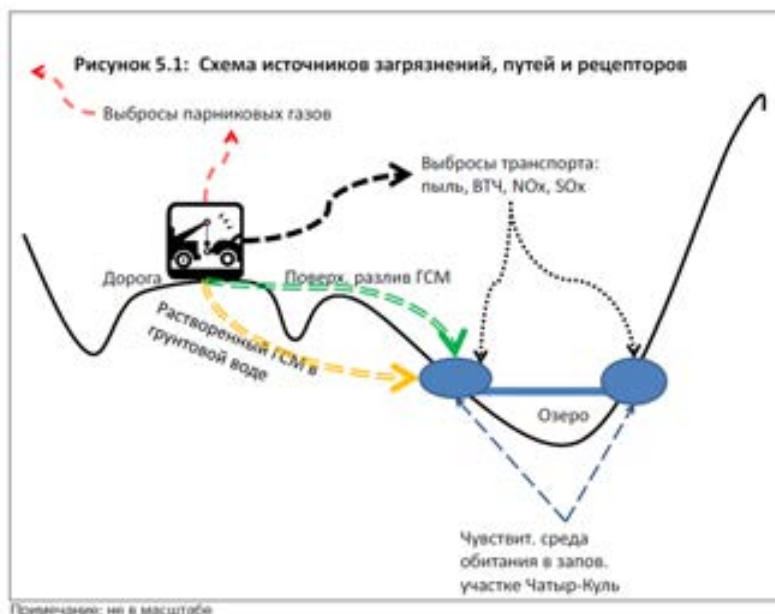 Рисунок 5.1: Схема источников загрязнений, путей и рецепторов
Выбросы парниковых газов
Выбросы транспорта:
пыль, ВТЧ, NOx, SOx
Дорога
Поверх. разлив ГСМ
Растворенный ГСМ в
грунтовой воде
Озеро
Чувствит. среда
обитания в запов.
участке Чатыр-Куль
Примечание: не в масштабе